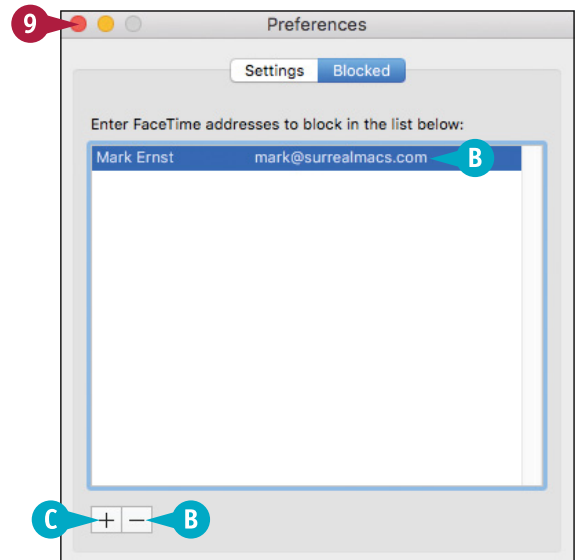 9 Preferences
Settings Blocked
Enter FaceTime addresses to block in the list below:
Mark Ernst mark@surrealmacs.com B
C + − B